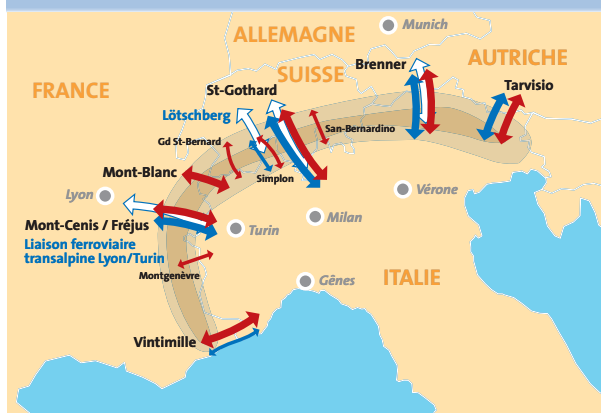 Munich
ALLEMAGNE
AUTRICHE
Brenner
SUISSE
Tarvisio
FRANCE
St-Gothard
Lötschberg
San-Bernardino
Gd St-Bernard
Mont-Blanc
Simplon
Lyon
Vérone
Milan
Mont-Cenis / Fréjus
Turin
Liaison ferroviaire
transalpine Lyon/Turin
Montgenèvre
Gênes
ITALIE
Vintimille